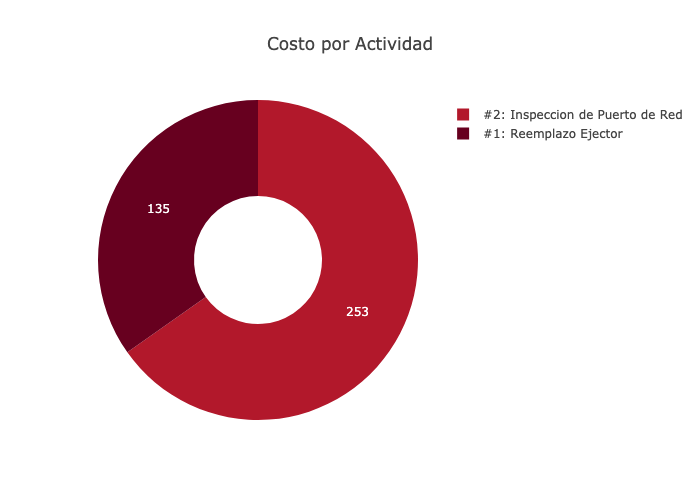 Costo por Actividad
#2: Inspeccion de Puerto de Red
#1: Reemplazo Ejector
135
253